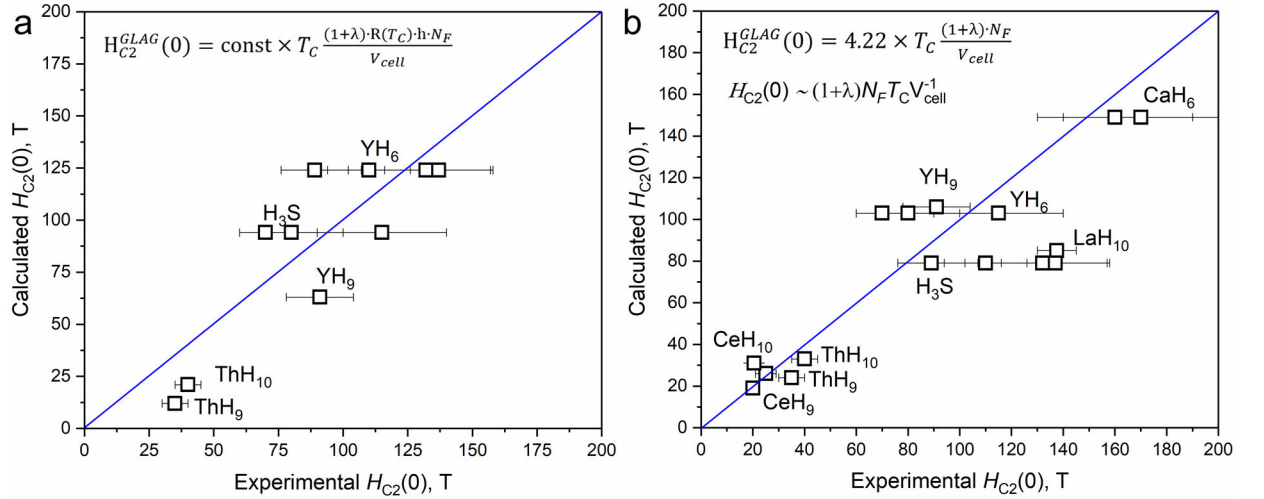 a
200
175
150
125
100
75
50
25
0
0 25 50 75 100 125 150 175 200
Calculated H_C2(0), T
Experimental H_C2(0), T
H_C2^GLAG(0) = const × T_C (1+λ)·R(T_C)·h·N_F / V_cell
YH₆
H₃S
YH₉
ThH₁₀
ThH₉
b
200
180
160
140
120
100
80
60
40
20
0
0 20 40 60 80 100 120 140 160 180 200
Calculated H_C2(0), T
Experimental H_C2(0), T
H_C2^GLAG(0) = 4.22 × T_C (1+λ)·N_F / V_cell
H_C2(0) ~ (1+λ)N_F T_C V_cell^-1
CaH₆
YH₉
YH₆
LaH₁₀
H₃S
CeH₁₀
ThH₁₀
ThH₉
CeH₉